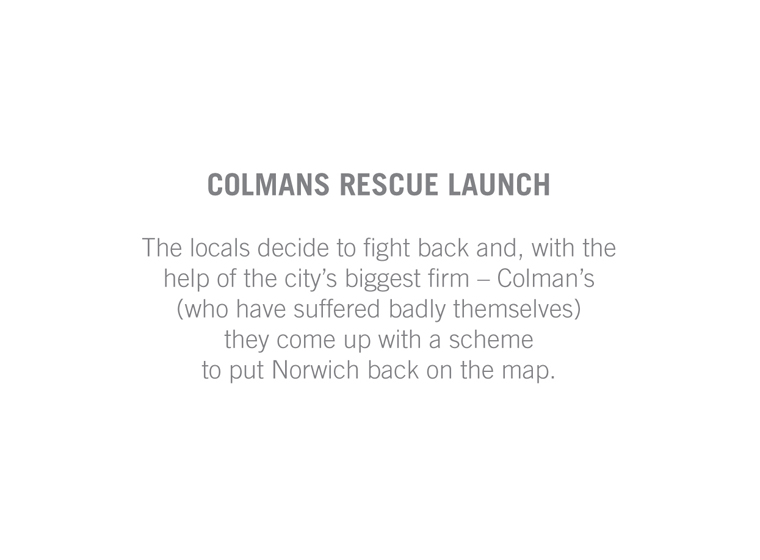 COLMANS RESCUE LAUNCH
The locals decide to fight back and, with the
help of the city’s biggest firm – Colman’s
(who have suffered badly themselves)
they come up with a scheme
to put Norwich back on the map.